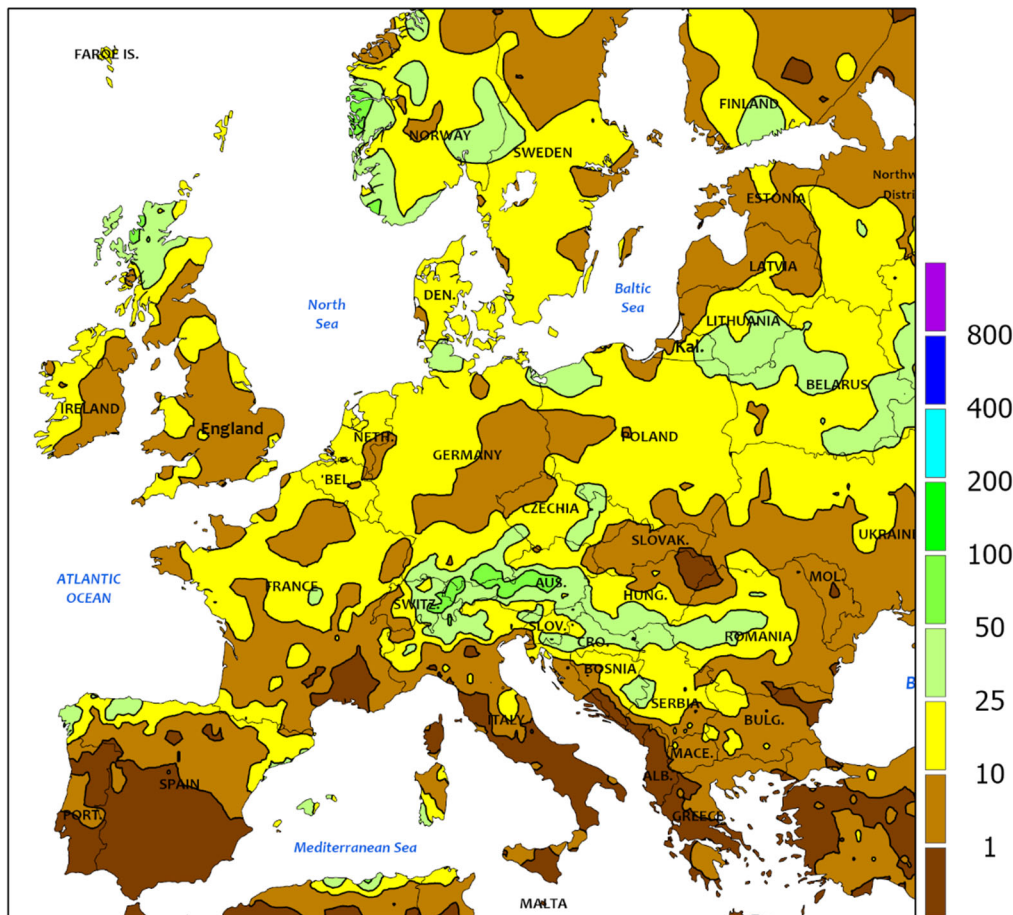 FAROE IS.
FINLAND
NORWAY
SWEDEN
Northw
Distri
ESTONIA
LATVIA
North
Sea
Baltic
Sea
DEN.
LITHUANIA
Kal.
BELARUS
IRELAND
England
NETH.
POLAND
GERMANY
BEL.
CZECHIA
UKRAIN
SLOVAK.
ATLANTIC
OCEAN
FRANCE
AUS.
MOL.
HUNG.
SWITZ.
SLOV.
CRO.
ROMANIA
BOSNIA
B
SERBIA
ITALY
BULG.
MACE.
ALB.
SPAIN
PORT.
GREECE
Mediterranean Sea
MALTA
800
400
200
100
50
25
10
1